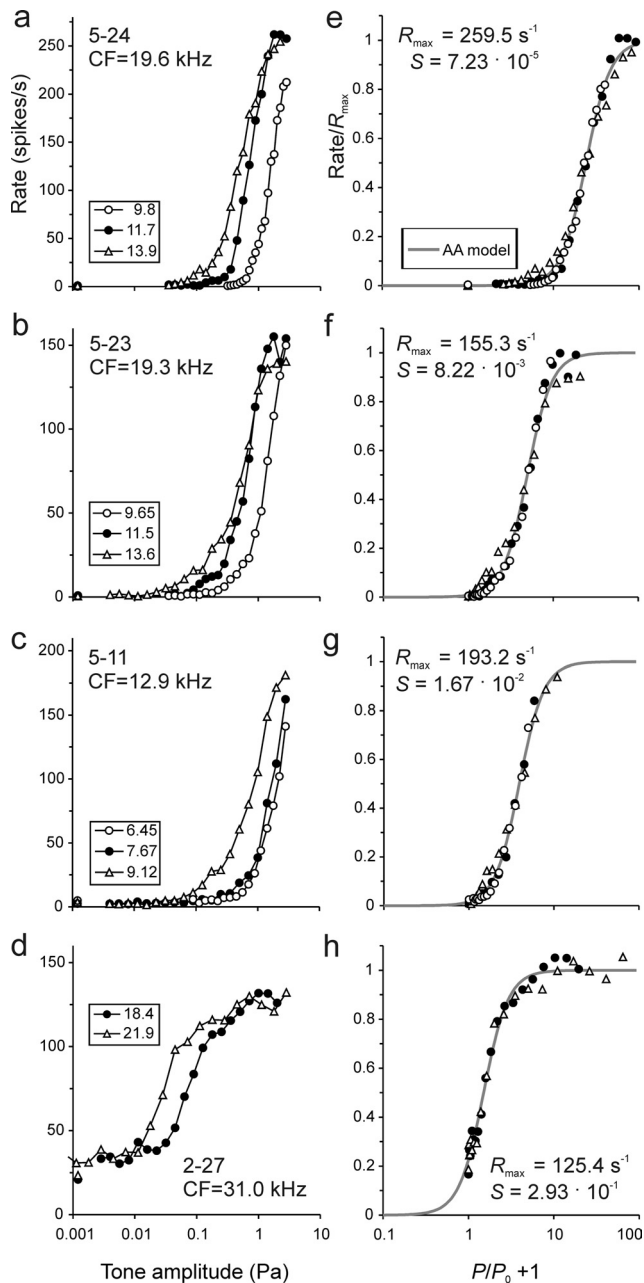 a
5-24
CF=19.6 kHz
Rate (spikes/s)
250
200
150
100
50
0
9.8
11.7
13.9
e
R_max = 259.5 s⁻¹
S = 7.23 · 10⁻⁵
Rate/R_max
1
0.8
0.6
0.4
0.2
0
AA model
b
5-23
CF=19.3 kHz
150
100
50
0
9.65
11.5
13.6
f
R_max = 155.3 s⁻¹
S = 8.22 · 10⁻³
1
0.8
0.6
0.4
0.2
0
c
5-11
CF=12.9 kHz
200
150
100
50
0
6.45
7.67
9.12
g
R_max = 193.2 s⁻¹
S = 1.67 · 10⁻²
1
0.8
0.6
0.4
0.2
0
d
150
100
50
0
18.4
21.9
2-27
CF=31.0 kHz
0.001 0.01 0.1 1 10
Tone amplitude (Pa)
h
1
0.8
0.6
0.4
0.2
0
R_max = 125.4 s⁻¹
S = 2.93 · 10⁻¹
0.1 1 10 100
P/P₀ +1